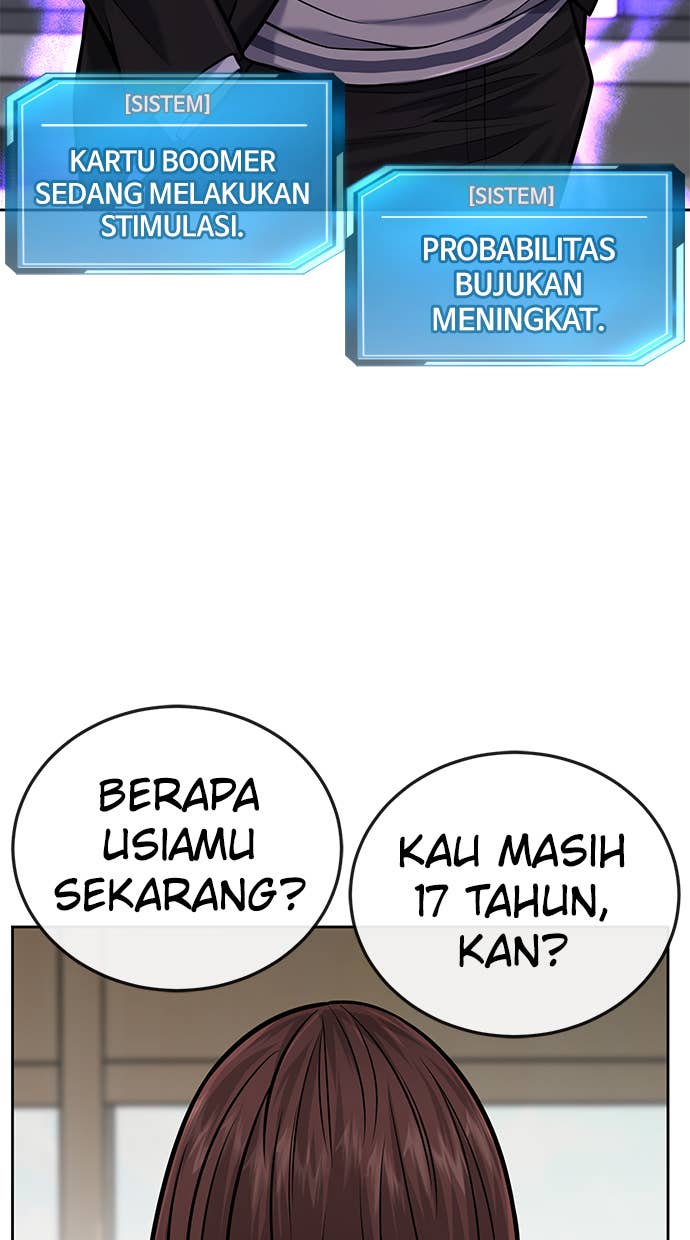 [SISTEM]
KARTU BOOMER
SEDANG MELAKUKAN
STIMULASI.
[SISTEM]
PROBABILITAS
BUJUKAN
MENINGKAT.
BERAPA
USIAMU
SEKARANG?
KAU MASIH
17 TAHUN,
KAN?